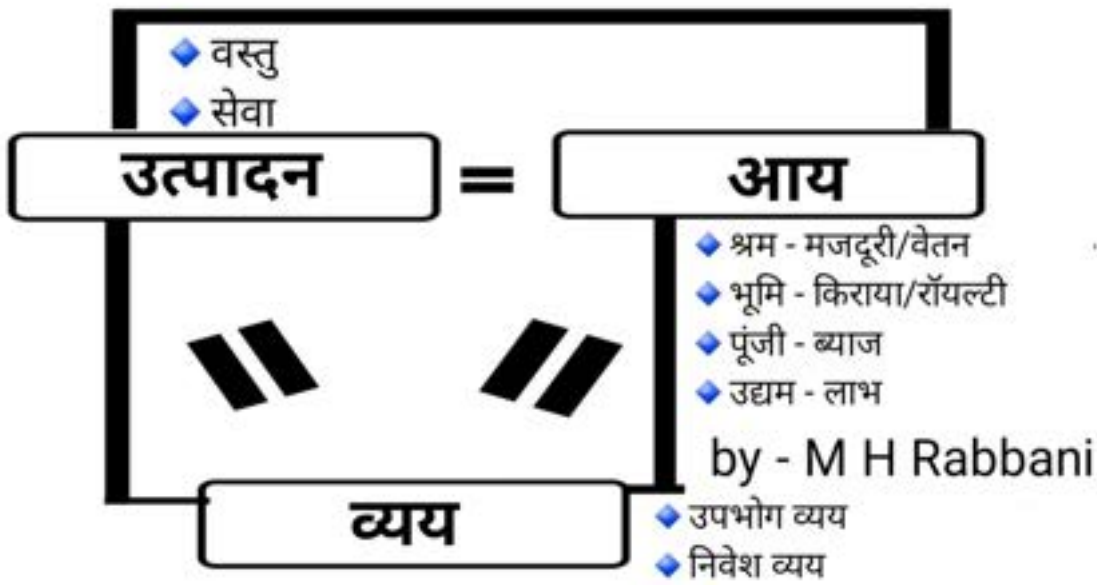 वस्तु
सेवा
उत्पादन = आय
श्रम - मजदूरी/वेतन
भूमि - किराया/रॉयल्टी
पूंजी - ब्याज
उद्यम - लाभ
by - M H Rabbani
व्यय
उपभोग व्यय
निवेश व्यय